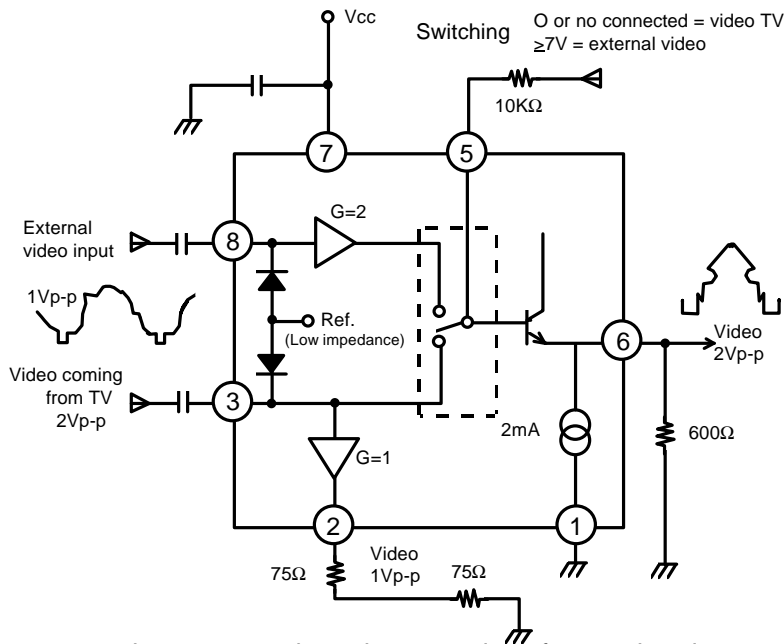 Vcc
Switching
O or no connected = video TV
≥7V = external video
10KΩ
7
5
External
video input
8
G=2
1Vp-p
Ref.
(Low impedance)
6
Video
2Vp-p
Video coming
from TV
2Vp-p
3
G=1
2mA
600Ω
2
1
75Ω
Video
1Vp-p
75Ω